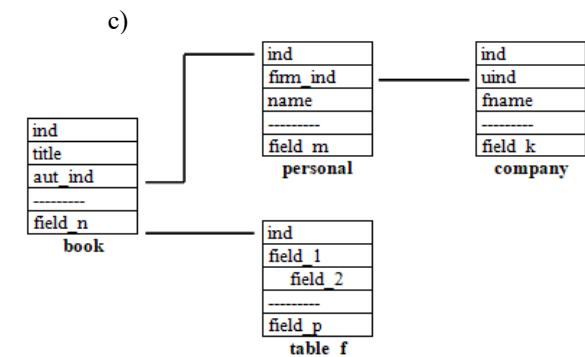 c)
ind
title
aut_ind
---------
field_n
book
ind
firm_ind
name
---------
field_m
personal
ind
uind
fname
---------
field_k
company
ind
field_1
field_2
---------
field_p
table_f